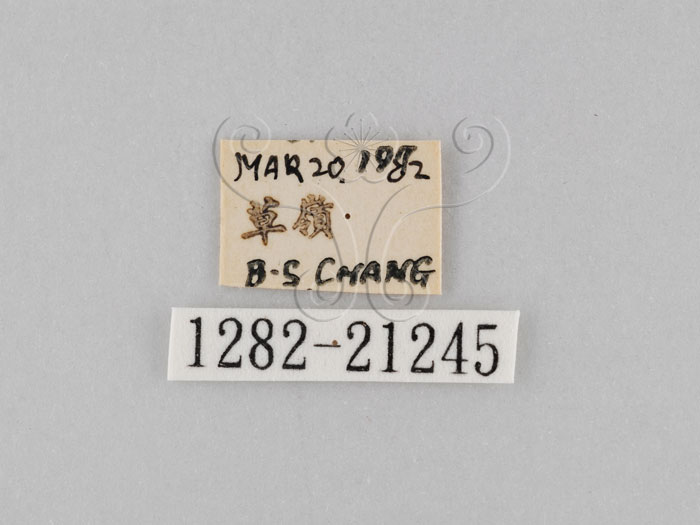 MAR 20. 1982
草嶺
B-S CHANG
1282-21245